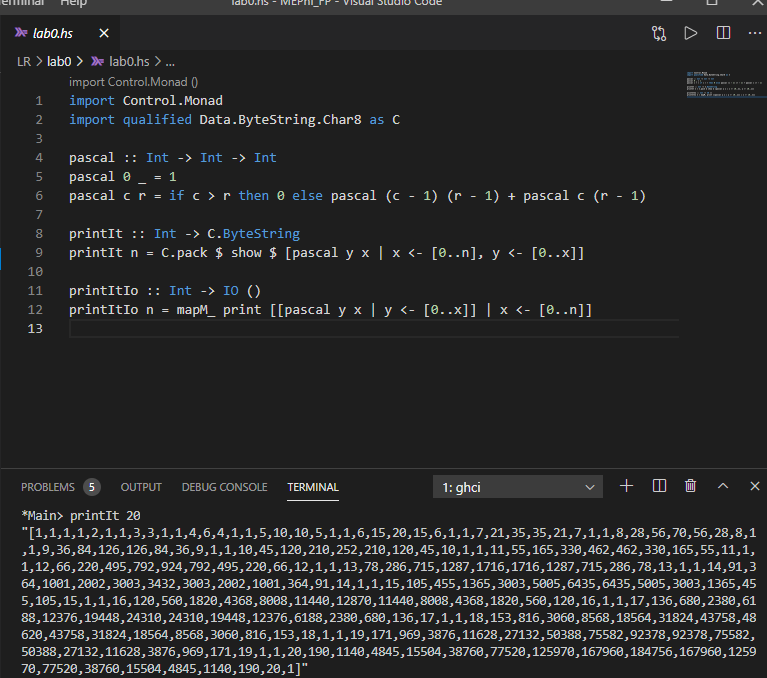 Terminal Help lab0.hs - MEPhI_FP - Visual Studio Code
lab0.hs
LR > lab0 > lab0.hs > ...
import Control.Monad ()
1 import Control.Monad
2 import qualified Data.ByteString.Char8 as C
3
4 pascal :: Int -> Int -> Int
5 pascal 0 _ = 1
6 pascal c r = if c > r then 0 else pascal (c - 1) (r - 1) + pascal c (r - 1)
7
8 printIt :: Int -> C.ByteString
9 printIt n = C.pack $ show $ [pascal y x | x <- [0..n], y <- [0..x]]
10
11 printItIo :: Int -> IO ()
12 printItIo n = mapM_ print [[pascal y x | y <- [0..x]] | x <- [0..n]]
13
PROBLEMS 5 OUTPUT DEBUG CONSOLE TERMINAL 1: ghci
*Main> printIt 20
"[1,1,1,1,2,1,1,3,3,1,1,4,6,4,1,1,5,10,10,5,1,1,6,15,20,15,6,1,1,7,21,35,35,21,7,1,1,8,28,56,70,56,28,8,1
,1,9,36,84,126,126,84,36,9,1,1,10,45,120,210,252,210,120,45,10,1,1,11,55,165,330,462,462,330,165,55,11,1,
1,12,66,220,495,792,924,792,495,220,66,12,1,1,13,78,286,715,1287,1716,1716,1287,715,286,78,13,1,1,14,91,3
64,1001,2002,3003,3432,3003,2002,1001,364,91,14,1,1,15,105,455,1365,3003,5005,6435,6435,5005,3003,1365,45
5,105,15,1,1,16,120,560,1820,4368,8008,11440,12870,11440,8008,4368,1820,560,120,16,1,1,17,136,680,2380,61
88,12376,19448,24310,24310,19448,12376,6188,2380,680,136,17,1,1,18,153,816,3060,8568,18564,31824,43758,48
620,43758,31824,18564,8568,3060,816,153,18,1,1,19,171,969,3876,11628,27132,50388,75582,92378,92378,75582,
50388,27132,11628,3876,969,171,19,1,1,20,190,1140,4845,15504,38760,77520,125970,167960,184756,167960,1259
70,77520,38760,15504,4845,1140,190,20,1]"